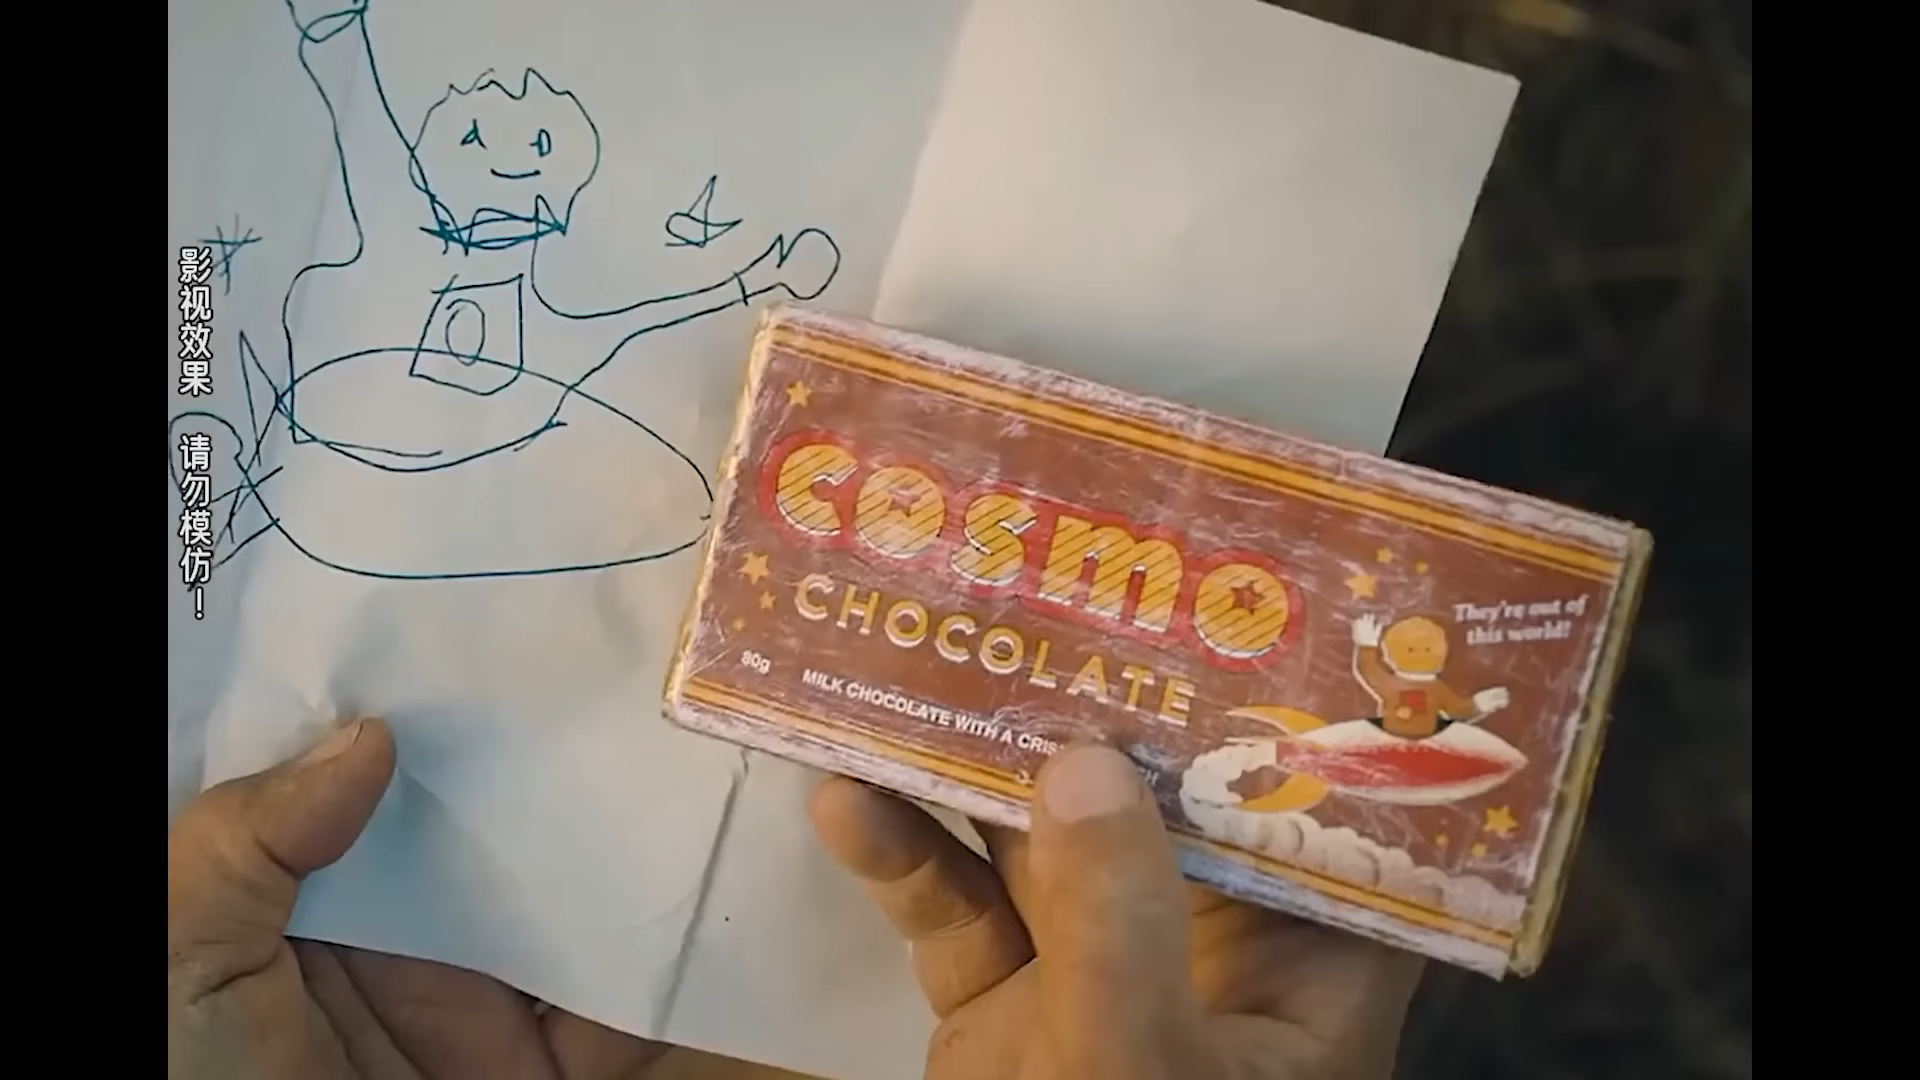 影视效果 请勿模仿！
COSMO
CHOCOLATE
80g
MILK CHOCOLATE WITH A CRIS
They're out of
this world!